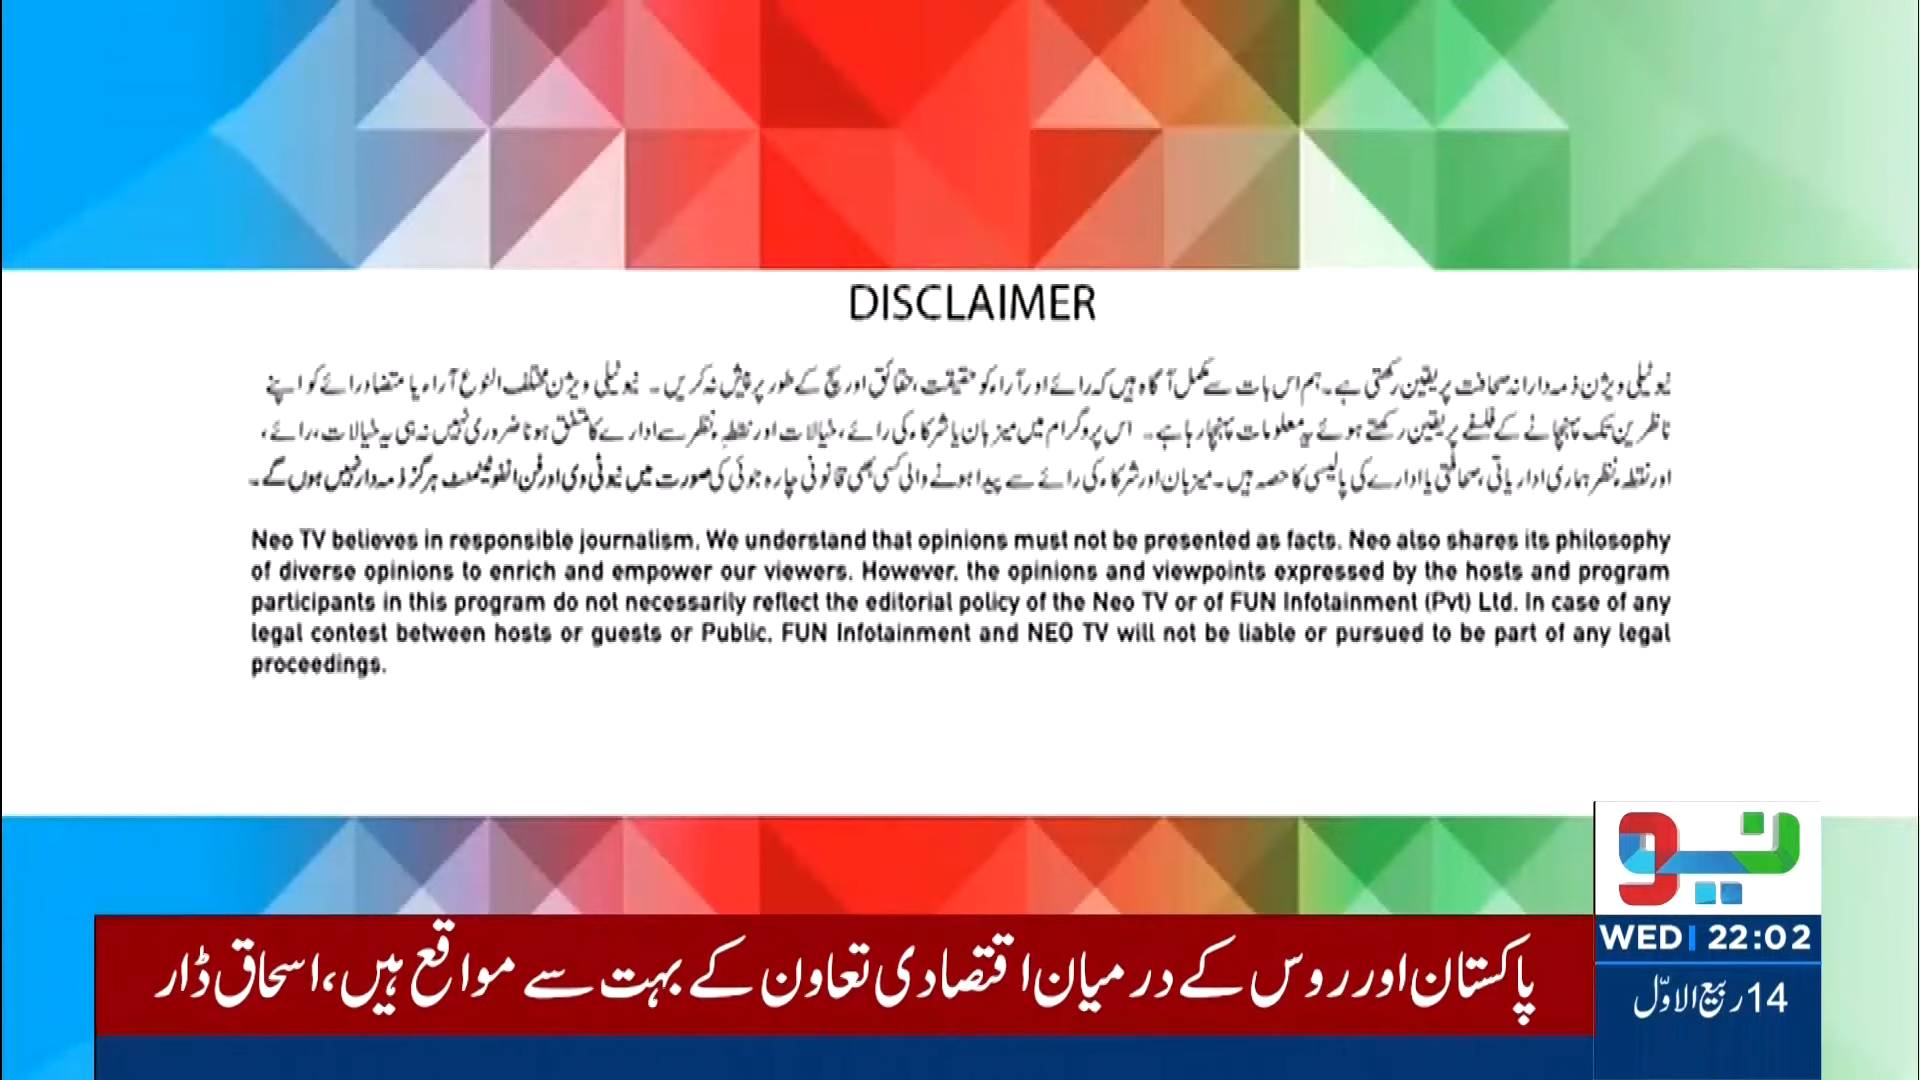 DISCLAIMER
نیو ٹیلی ویژن ذمہ دارانہ صحافت پر یقین رکھتی ہے۔ ہم اس بات سے مکمل آگاہ ہیں کہ رائے اور آراء کو حقیقت، حقائق اور سچ کے طور پر پیش نہ کریں۔ نیو ٹیلی ویژن مختلف النوع آراء یا متضاد رائے کو اپنے
ناظرین تک پہنچانے کے فلسفے پر یقین رکھتے ہوئے یہ معلومات پہنچا رہا ہے۔ اس پروگرام میں میزبان یا شرکاء کی رائے، خیالات اور نقطہ نظر سے ادارے کا متفق ہونا ضروری نہیں نہ ہی یہ خیالات، رائے،
اور نقطہ نظر ہماری ادارتی، صحافتی یا ادارے کی پالیسی کا حصہ ہیں۔ میزبان اور شرکاء کی رائے سے پیدا ہونے والی کسی بھی قانونی چارہ جوئی کی صورت میں نیو ٹی وی اور فن انفوٹینمنٹ ہرگز ذمہ دار نہیں ہوں گے۔
Neo TV believes in responsible journalism. We understand that opinions must not be presented as facts. Neo also shares its philosophy
of diverse opinions to enrich and empower our viewers. However, the opinions and viewpoints expressed by the hosts and program
participants in this program do not necessarily reflect the editorial policy of the Neo TV or of FUN Infotainment (Pvt) Ltd. In case of any
legal contest between hosts or guests or Public, FUN Infotainment and NEO TV will not be liable or pursued to be part of any legal
proceedings.
نیو
WED 22:02
14 ربیع الاوّل
پاکستان اور روس کے درمیان اقتصادی تعاون کے بہت سے مواقع ہیں، اسحاق ڈار